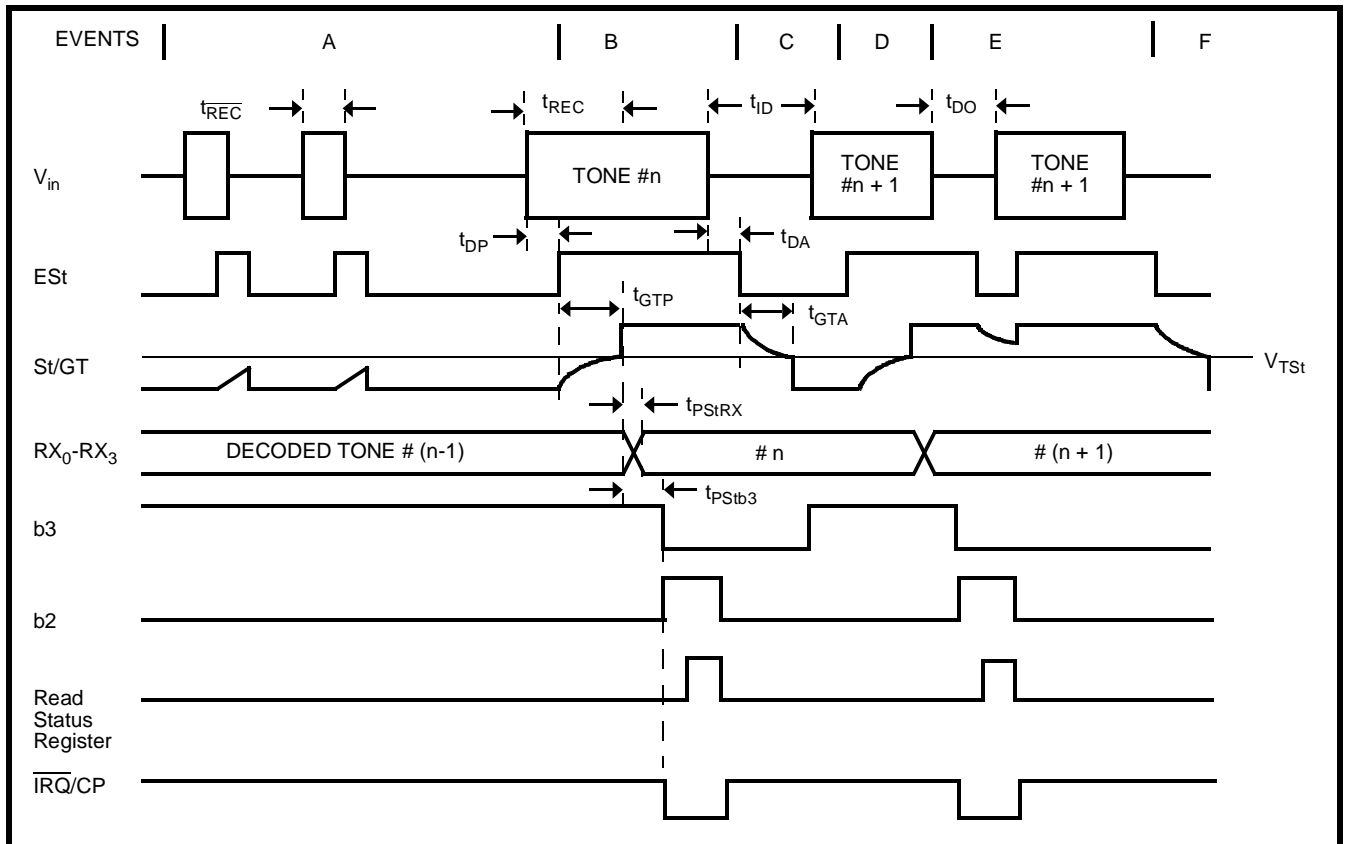 EVENTS A B C D E F
tREC tREC tID tDO
Vin TONE #n TONE #n + 1 TONE #n + 1
tDP tDA
ESt
tGTP tGTA
St/GT VTSt
tPStRX
RX0-RX3 DECODED TONE # (n-1) # n # (n + 1)
tPStb3
b3
b2
Read
Status
Register
IRQ/CP